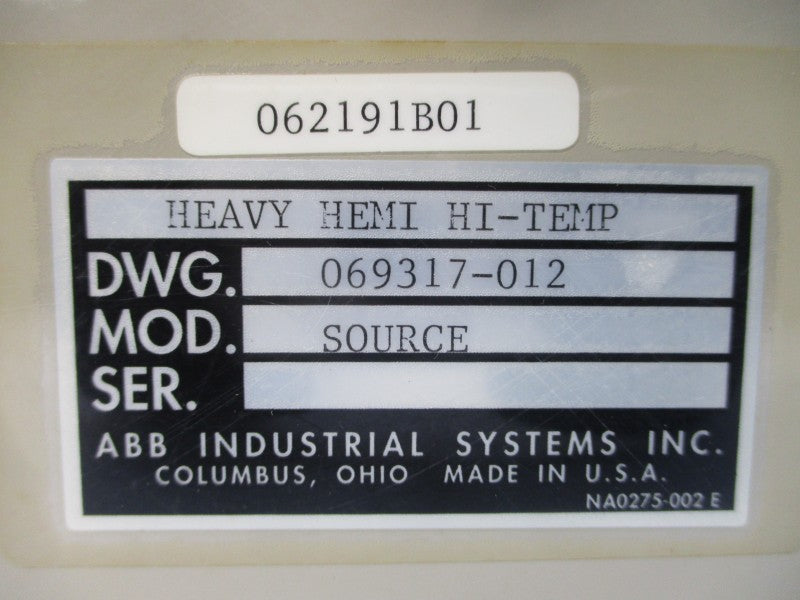 062191B01
HEAVY HEMI HI-TEMP
DWG. 069317-012
MOD. SOURCE
SER.
ABB INDUSTRIAL SYSTEMS INC.
COLUMBUS, OHIO MADE IN U.S.A.
NA0275-002 E